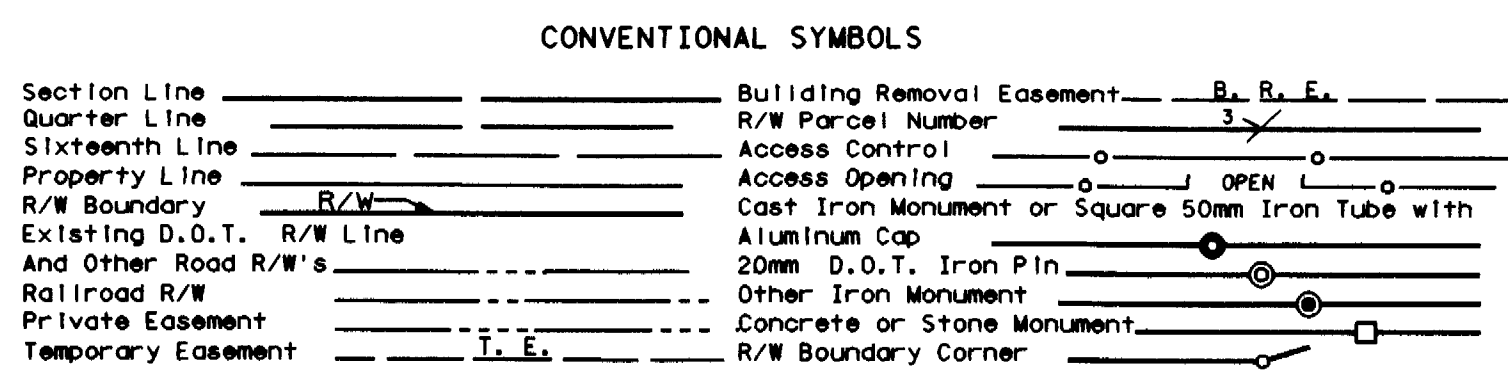 CONVENTIONAL SYMBOLS
Section Line
Quarter Line
Sixteenth Line
Property Line
R/W Boundary R/W
Existing D.O.T. R/W Line
And Other Road R/W's
Railroad R/W
Private Easement
Temporary Easement T. E.
Building Removal Easement B. R. E.
R/W Parcel Number 3
Access Control
Access Opening OPEN
Cast Iron Monument or Square 50mm Iron Tube with
Aluminum Cap
20mm D.O.T. Iron Pin
Other Iron Monument
Concrete or Stone Monument
R/W Boundary Corner